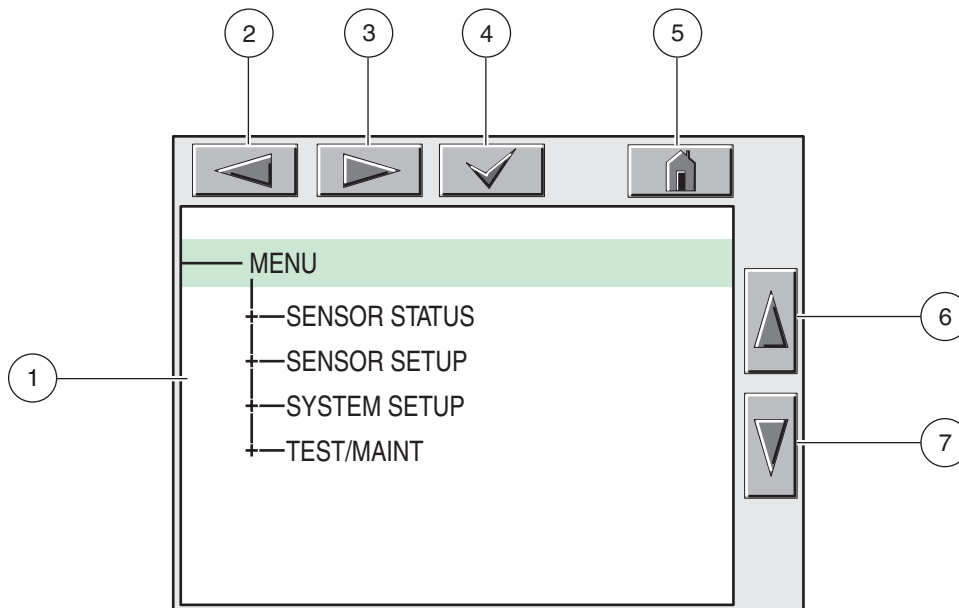 2 3 4 5
MENU
SENSOR STATUS
6
SENSOR SETUP
1
SYSTEM SETUP
7
TEST/MAINT